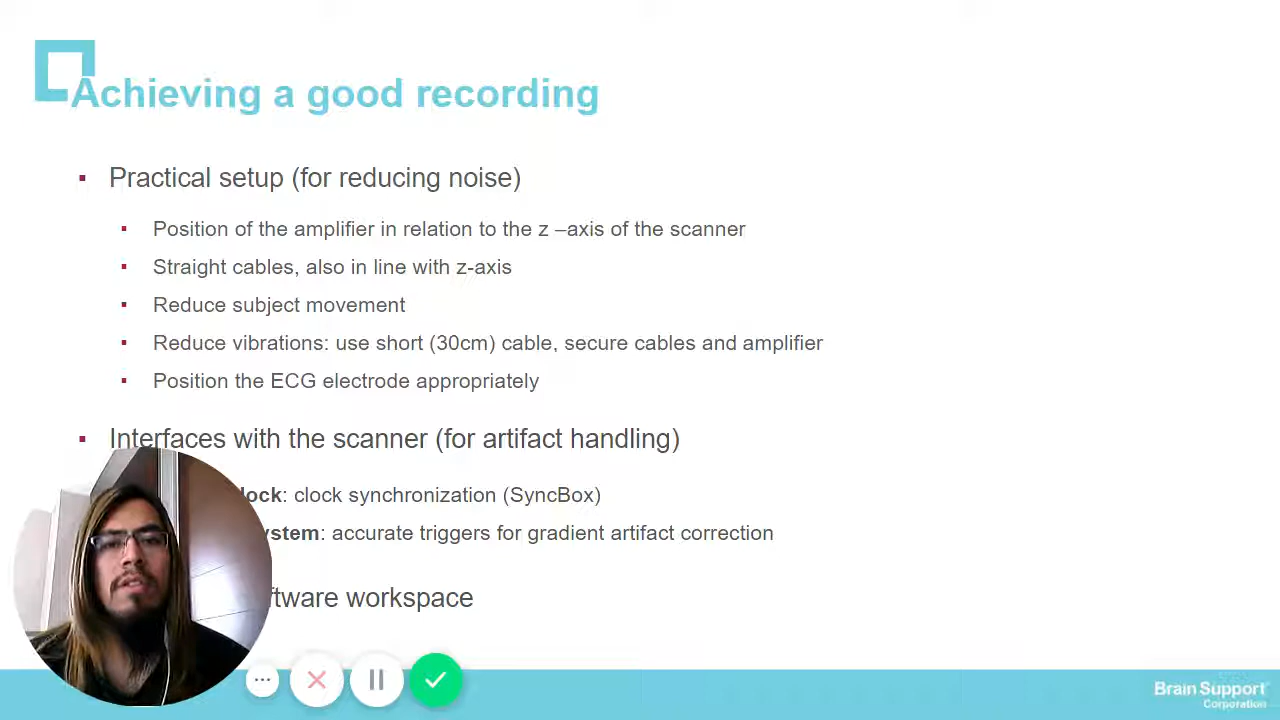 Achieving a good recording
Practical setup (for reducing noise)
Position of the amplifier in relation to the z –axis of the scanner
Straight cables, also in line with z-axis
Reduce subject movement
Reduce vibrations: use short (30cm) cable, secure cables and amplifier
Position the ECG electrode appropriately
Interfaces with the scanner (for artifact handling)
: clock synchronization (SyncBox)
: accurate triggers for gradient artifact correction
workspace
Brain Support
Corporation